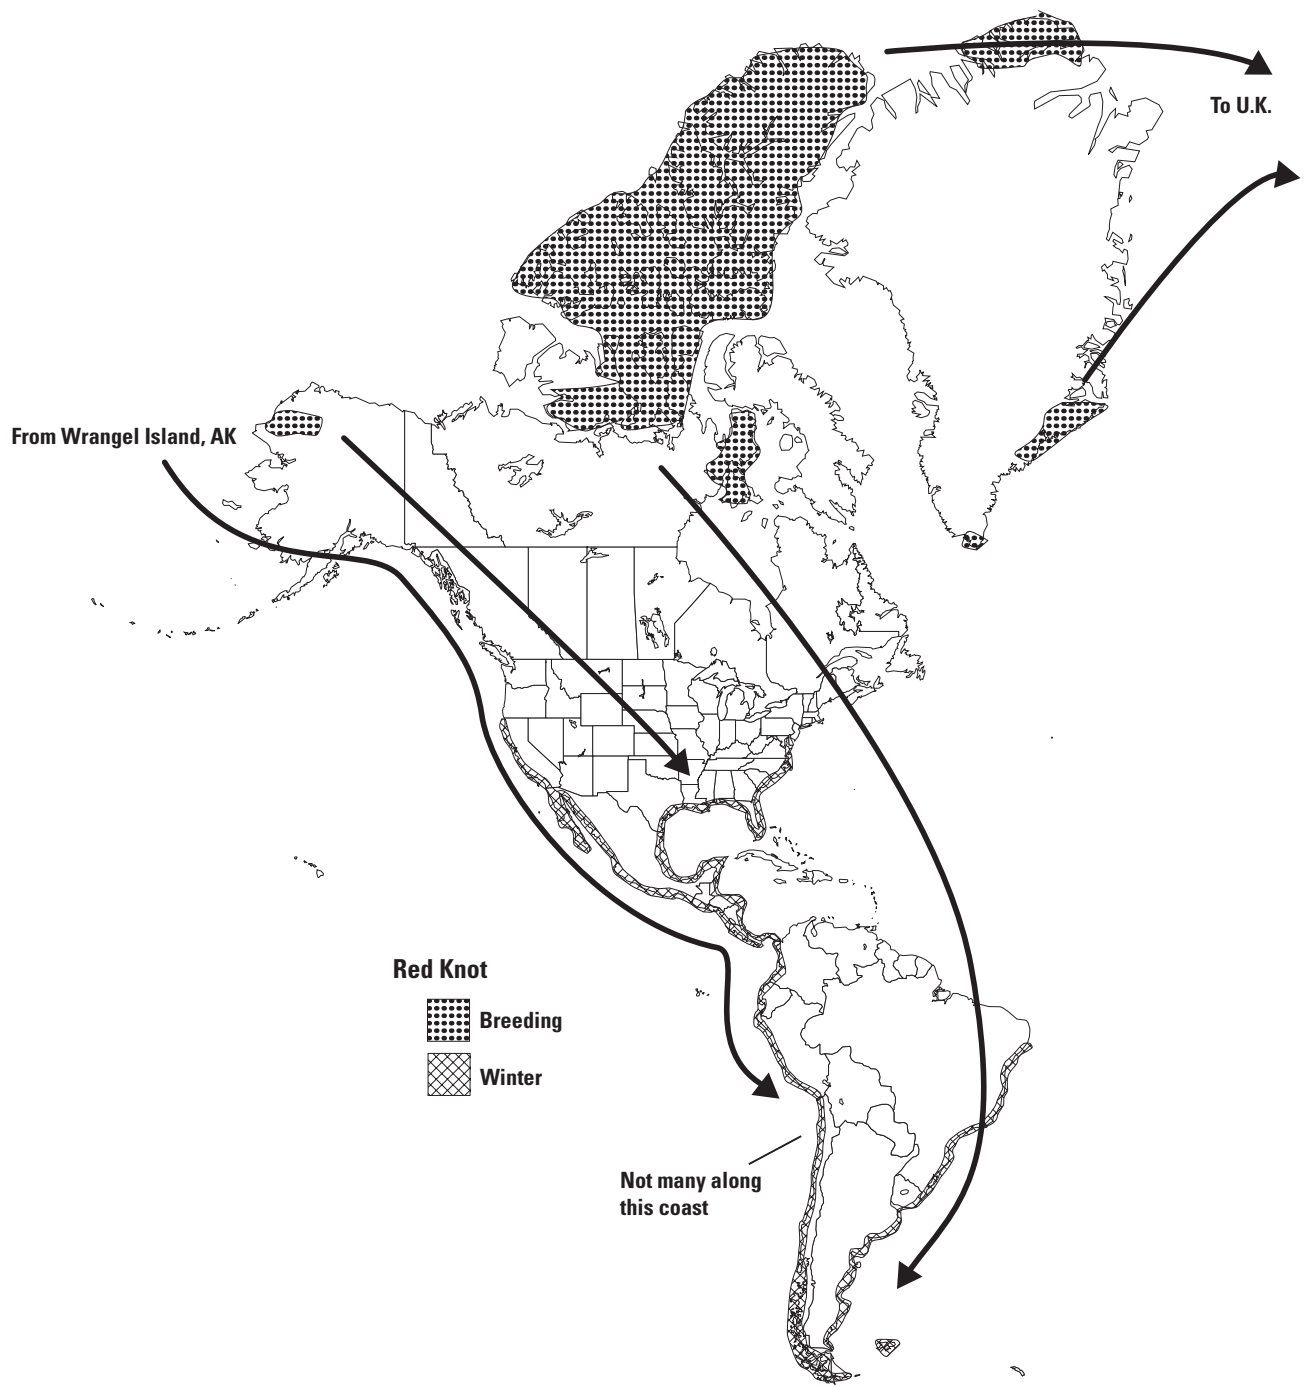 To U.K.
From Wrangel Island, AK
Red Knot
Breeding
Winter
Not many along
this coast